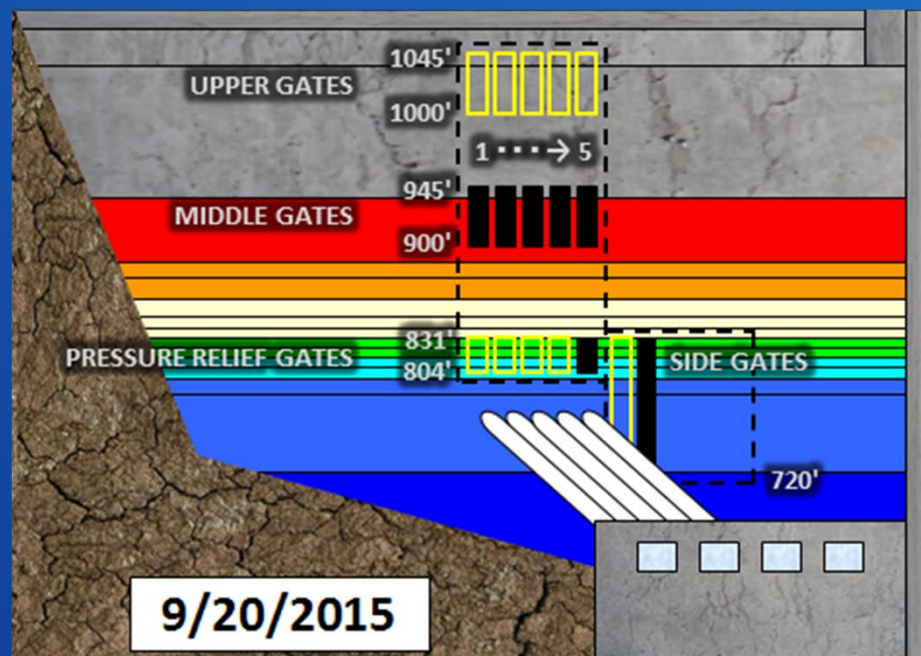 1045'
UPPER GATES
1000'
1 ･･･→ 5
945'
MIDDLE GATES
900'
831'
PRESSURE RELIEF GATES
SIDE GATES
804'
720'
9/20/2015